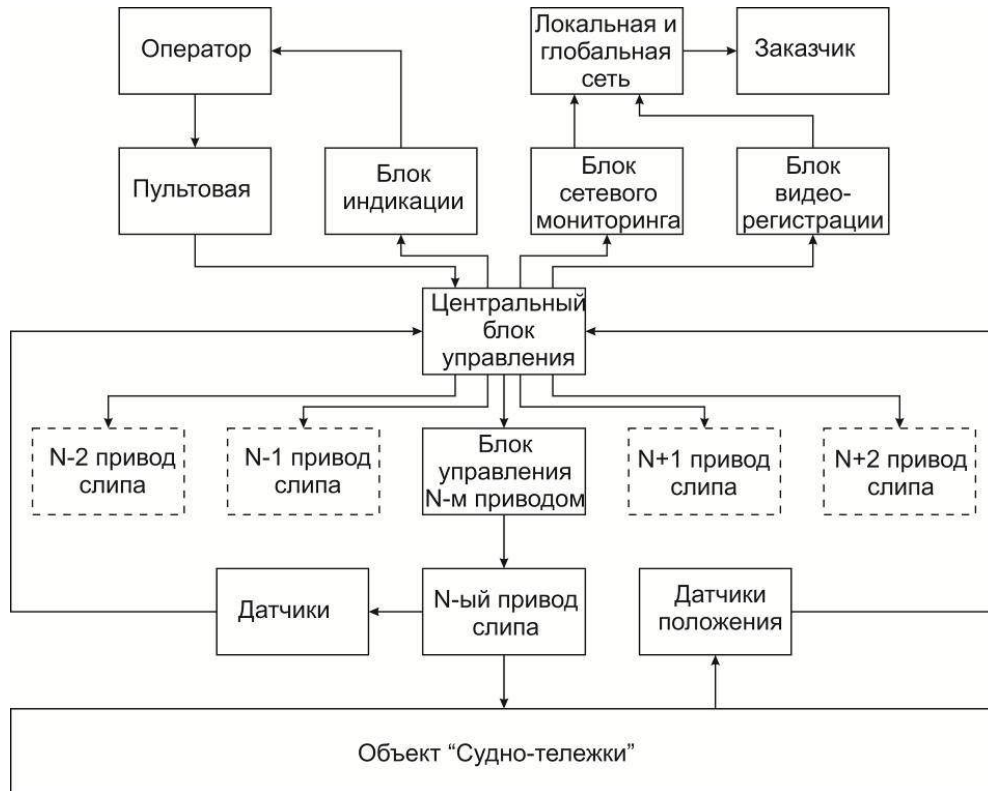 Оператор
Локальная и
глобальная
сеть
Заказчик
Пультовая
Блок
индикации
Блок
сетевого
мониторинга
Блок
видео-
регистрации
Центральный
блок
управления
N-2 привод
слипа
N-1 привод
слипа
Блок
управления
N-м приводом
N+1 привод
слипа
N+2 привод
слипа
Датчики
N-ый привод
слипа
Датчики
положения
Объект “Судно-тележки”